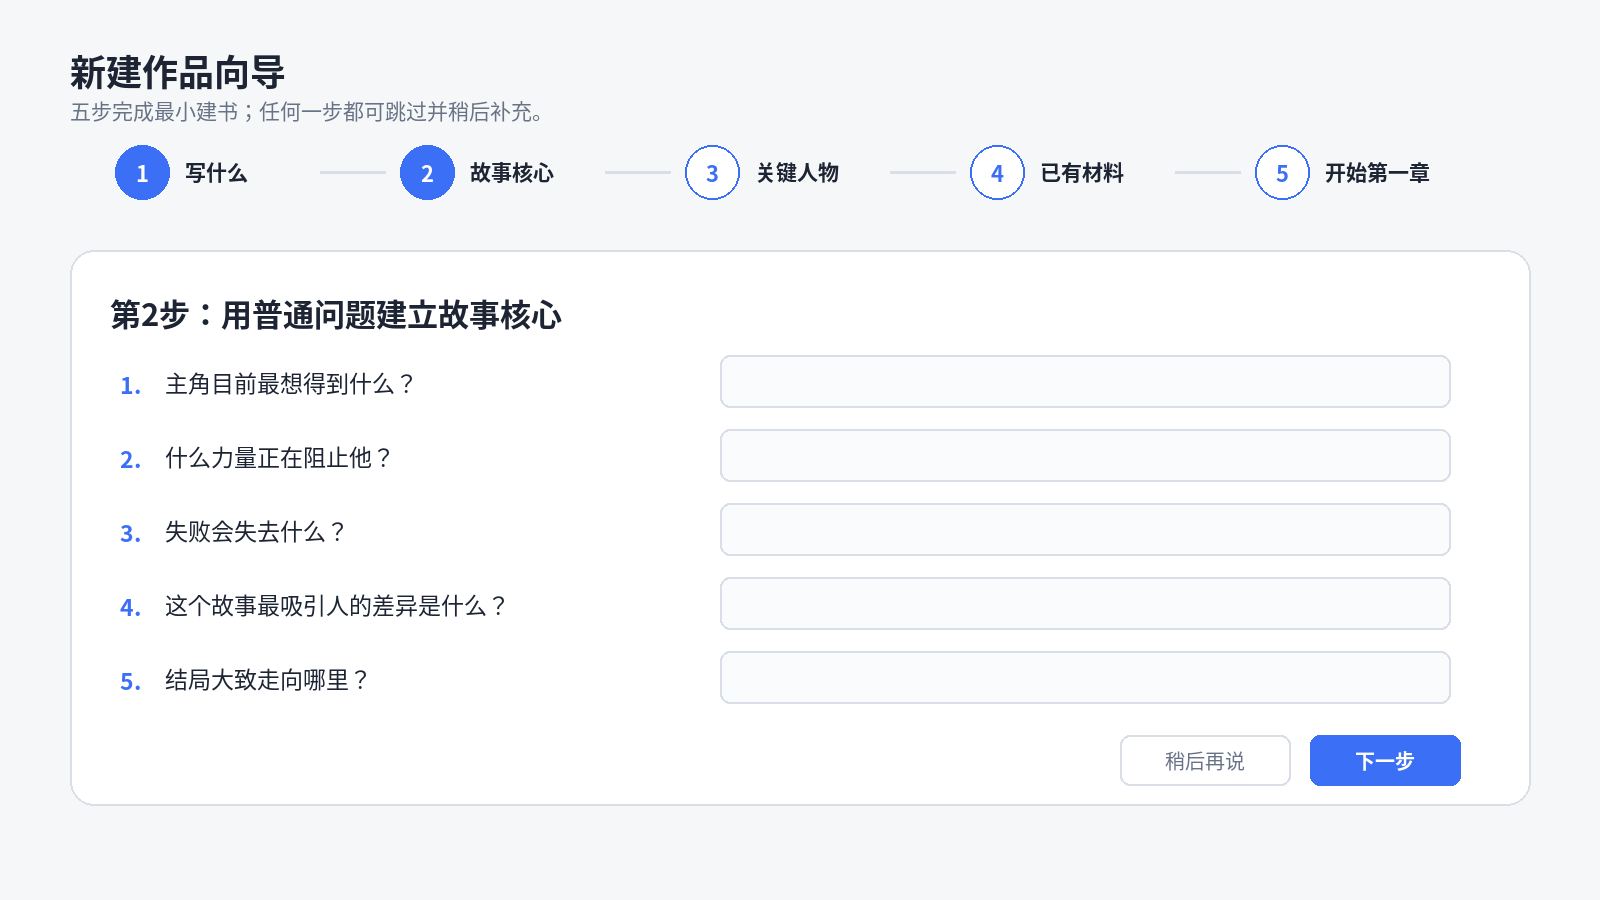 新建作品向导
五步完成最小建书；任何一步都可跳过并稍后补充。
1 写什么 2 故事核心 3 关键人物 4 已有材料 5 开始第一章
第2步：用普通问题建立故事核心
1. 主角目前最想得到什么？
2. 什么力量正在阻止他？
3. 失败会失去什么？
4. 这个故事最吸引人的差异是什么？
5. 结局大致走向哪里？
稍后再说 下一步